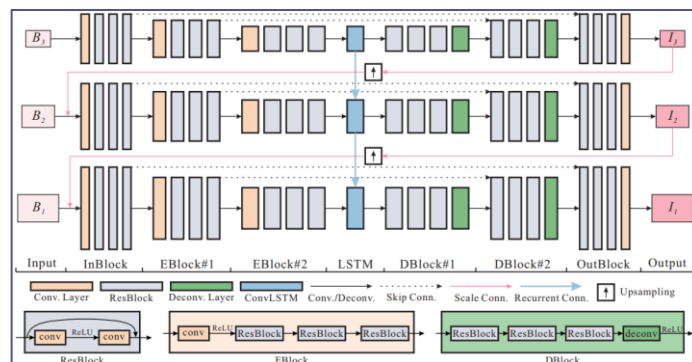 B3 I3
B2 I2
B1 I1
Input InBlock EBlock#1 EBlock#2 LSTM DBlock#1 DBlock#2 OutBlock Output
Conv. Layer ResBlock Deconv. Layer ConvLSTM Conv./Deconv. Skip Conn. Scale Conn. Recurrent Conn. Upsampling
conv ReLU conv
ResBlock
conv ReLU ResBlock ResBlock ResBlock
EBlock
ResBlock ResBlock ResBlock deconv ReLU
DBlock